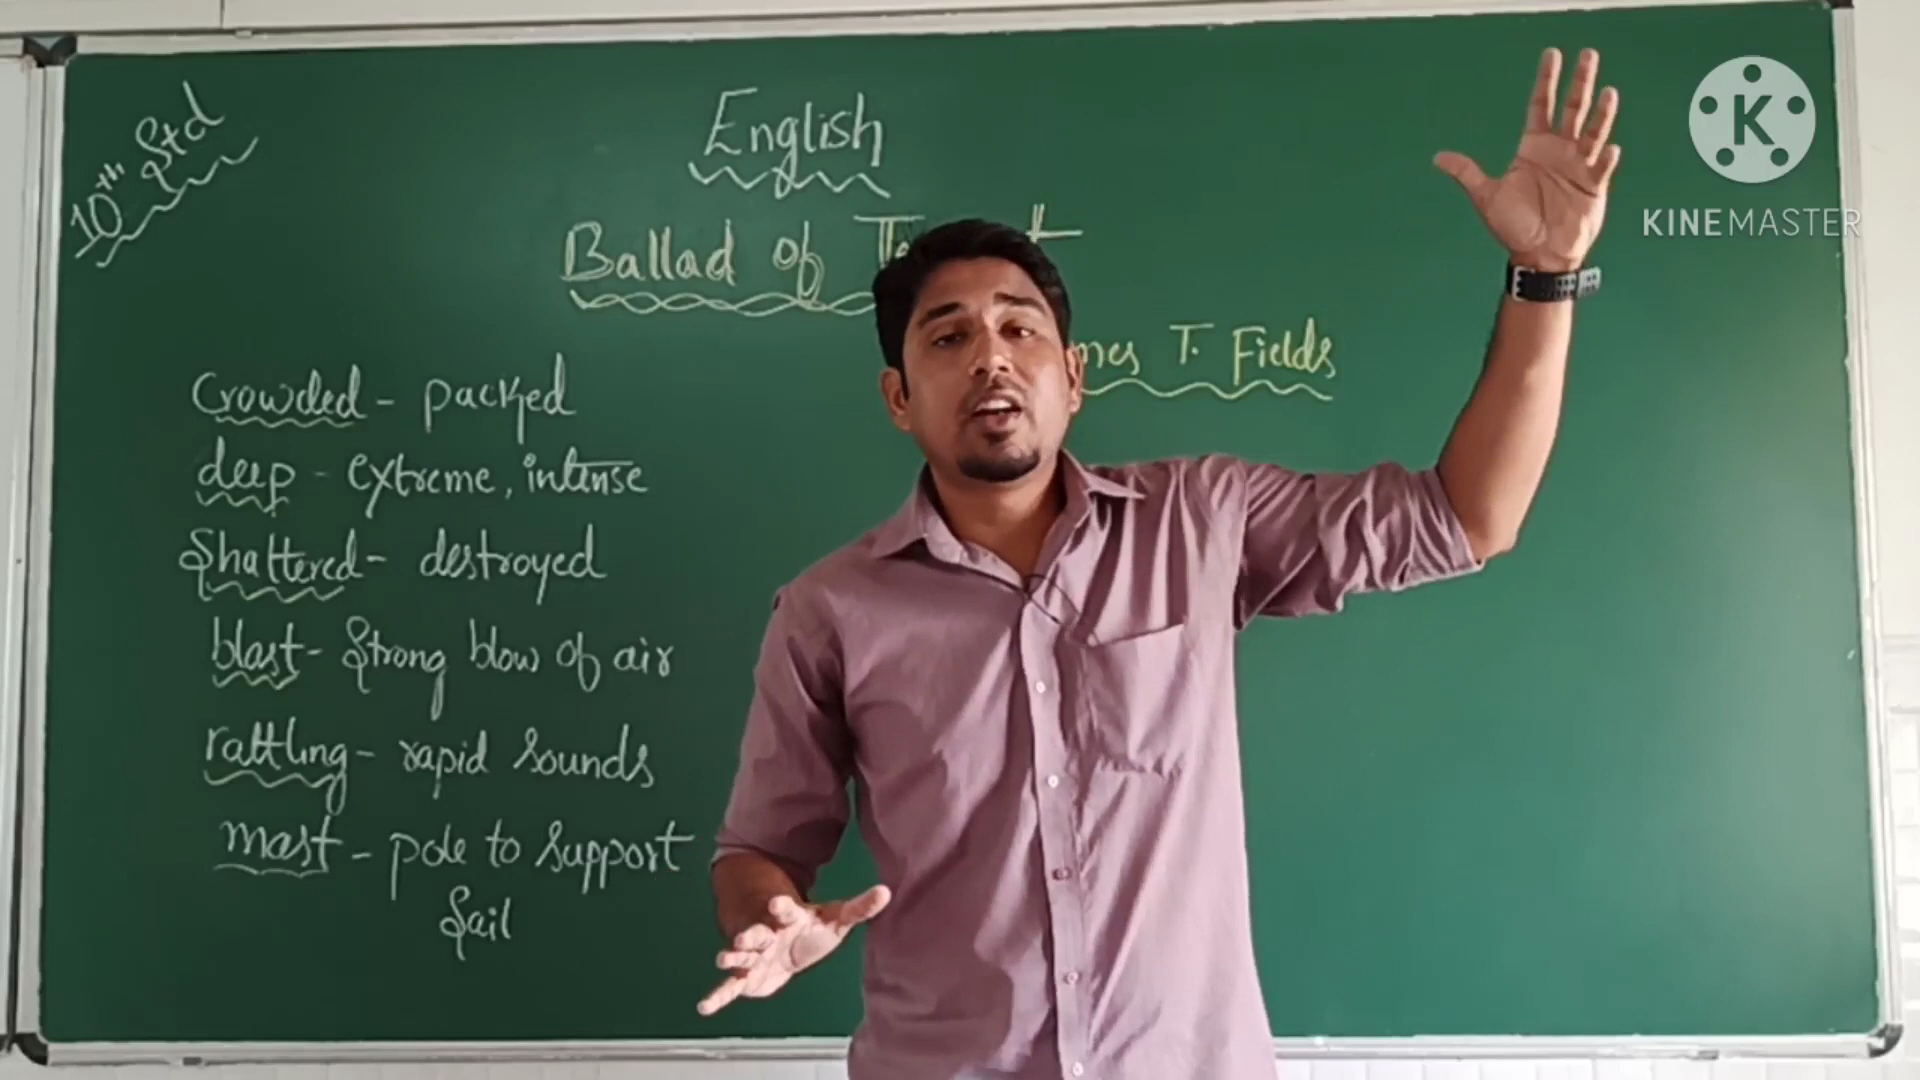 10th Std
English
Ballad of
T. Fields
Crowded - packed
deep - extreme, intense
Shattered - destroyed
blast - Strong blow of air
rattling - rapid sounds
mast - pole to support
Sail
K
KINEMASTER